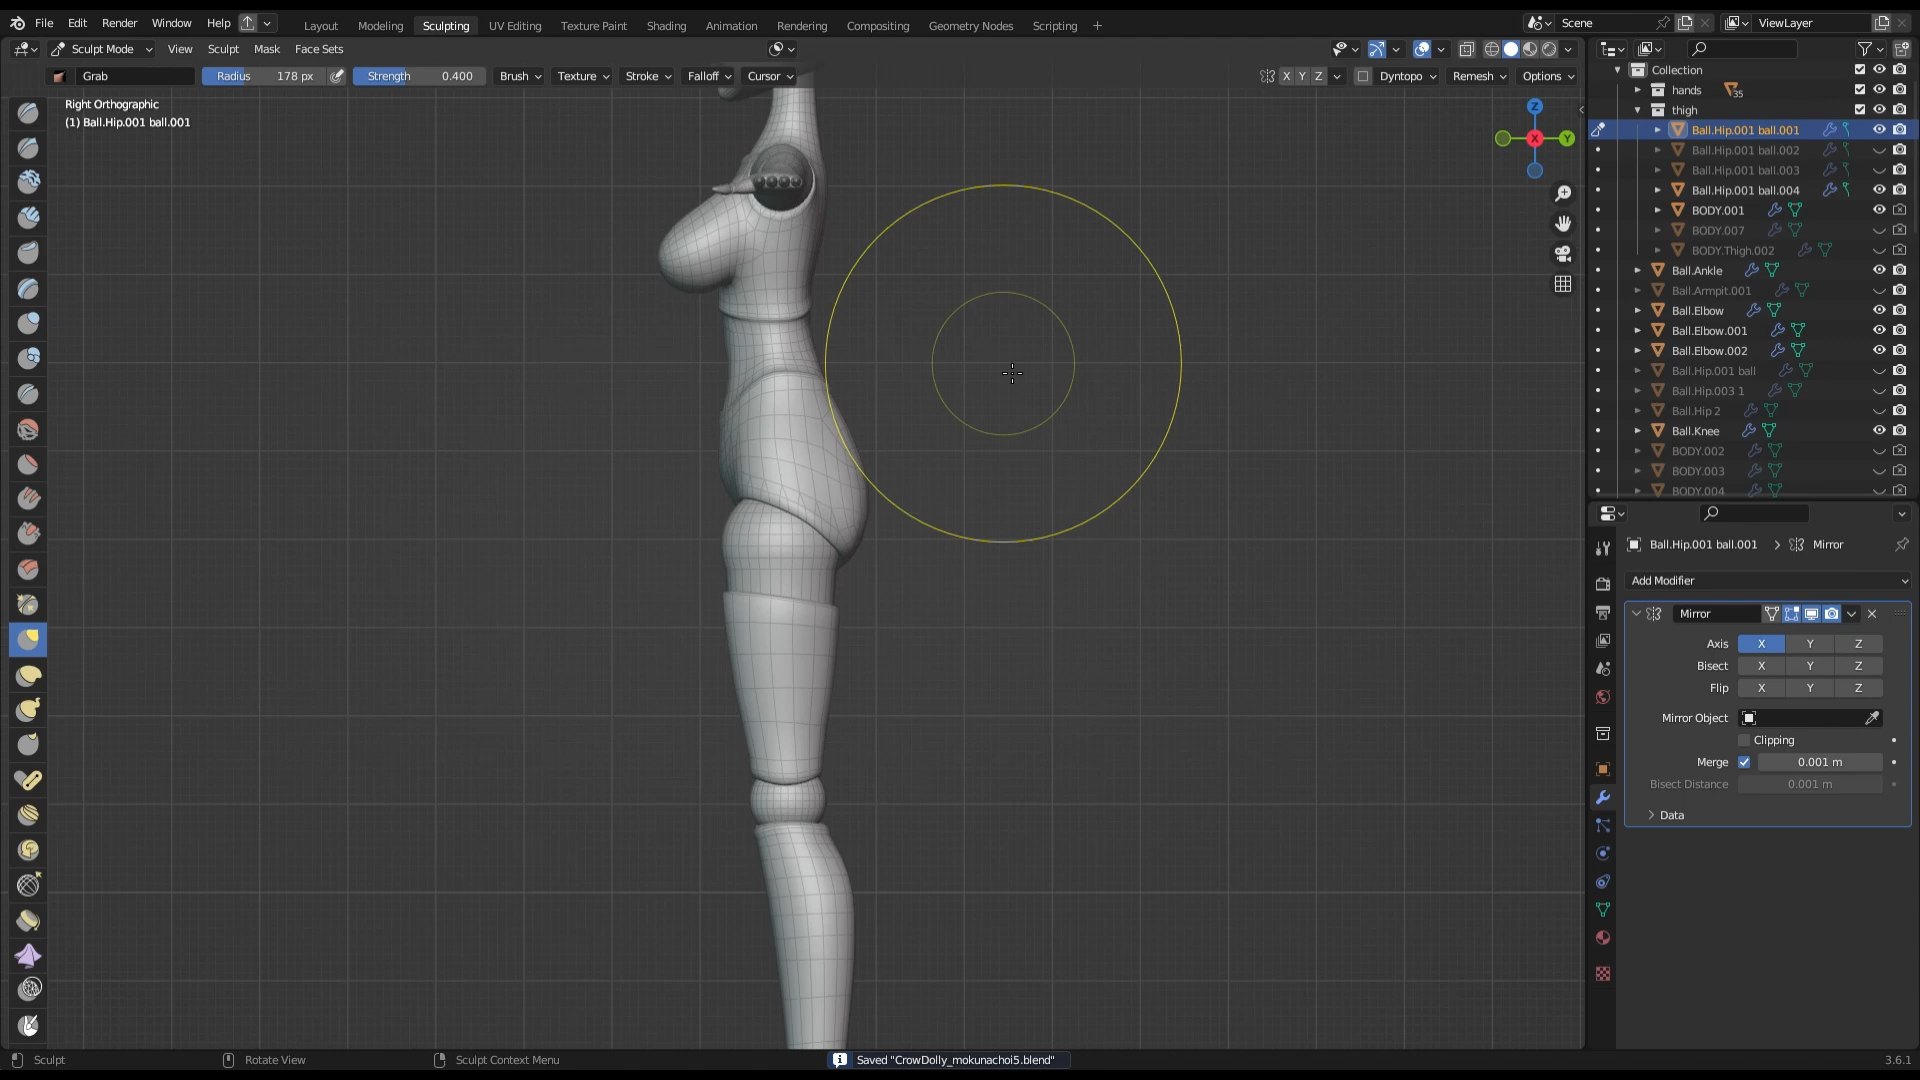 File Edit Render Window Help Layout Modeling Sculpting UV Editing Texture Paint Shading Animation Rendering Compositing Geometry Nodes Scripting + Scene ViewLayer
Sculpt Mode View Sculpt Mask Face Sets
Grab Radius 178 px Strength 0.400 Brush Texture Stroke Falloff Cursor X Y Z Dyntopo Remesh Options
Right Orthographic
(1) Ball.Hip.001 ball.001
Z
X
Y
Collection
hands 35
thigh
Ball.Hip.001 ball.001
Ball.Hip.001 ball.002
Ball.Hip.001 ball.003
Ball.Hip.001 ball.004
BODY.001
BODY.007
BODY.Thigh.002
Ball.Ankle
Ball.Armpit.001
Ball.Elbow
Ball.Elbow.001
Ball.Elbow.002
Ball.Hip.001 ball
Ball.Hip.003 1
Ball.Hip 2
Ball.Knee
BODY.002
BODY.003
BODY.004
Ball.Hip.001 ball.001 > Mirror
Add Modifier
Mirror
Axis X Y Z
Bisect X Y Z
Flip X Y Z
Mirror Object
Clipping
Merge 0.001 m
Bisect Distance 0.001 m
Data
Sculpt Rotate View Sculpt Context Menu Saved "CrowDolly_mokunachoi5.blend" 3.6.1